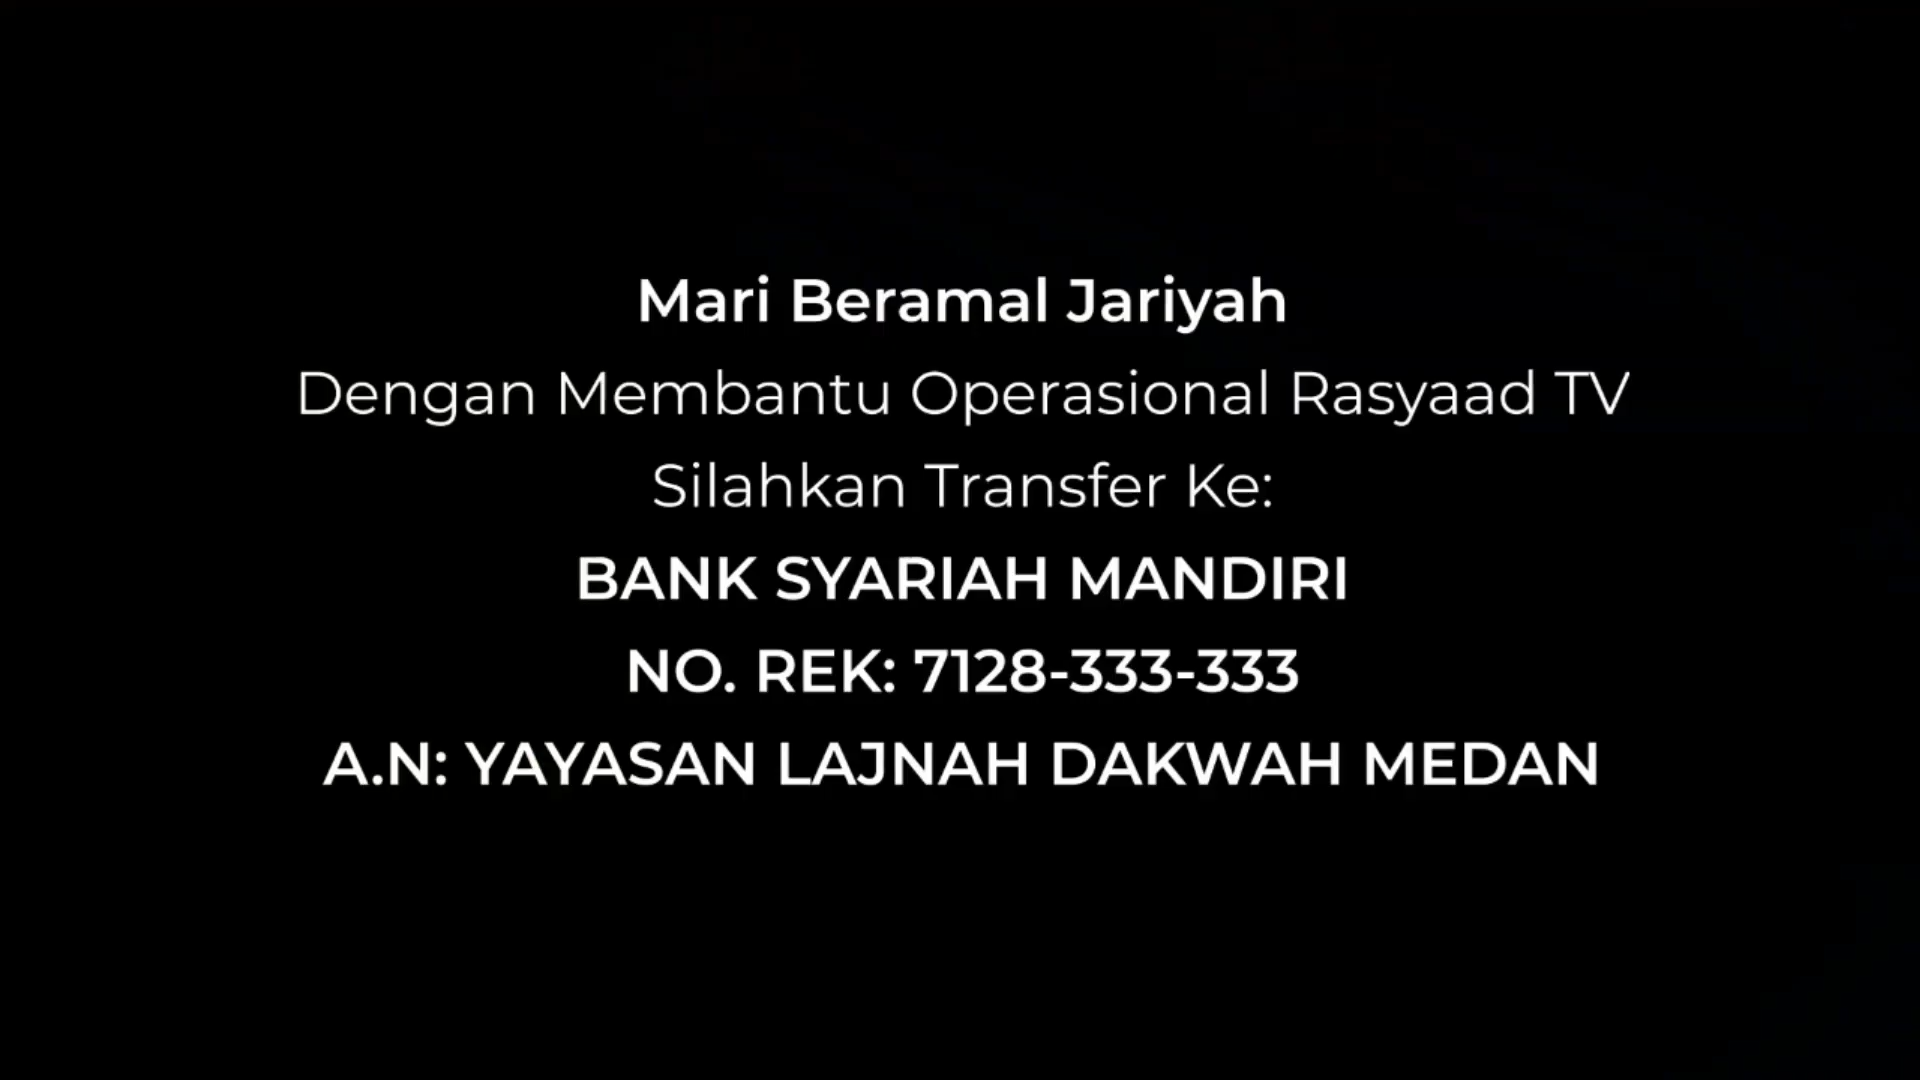 Mari Beramal Jariyah
Dengan Membantu Operasional Rasyaad TV
Silahkan Transfer Ke:
BANK SYARIAH MANDIRI
NO. REK: 7128-333-333
A.N: YAYASAN LAJNAH DAKWAH MEDAN